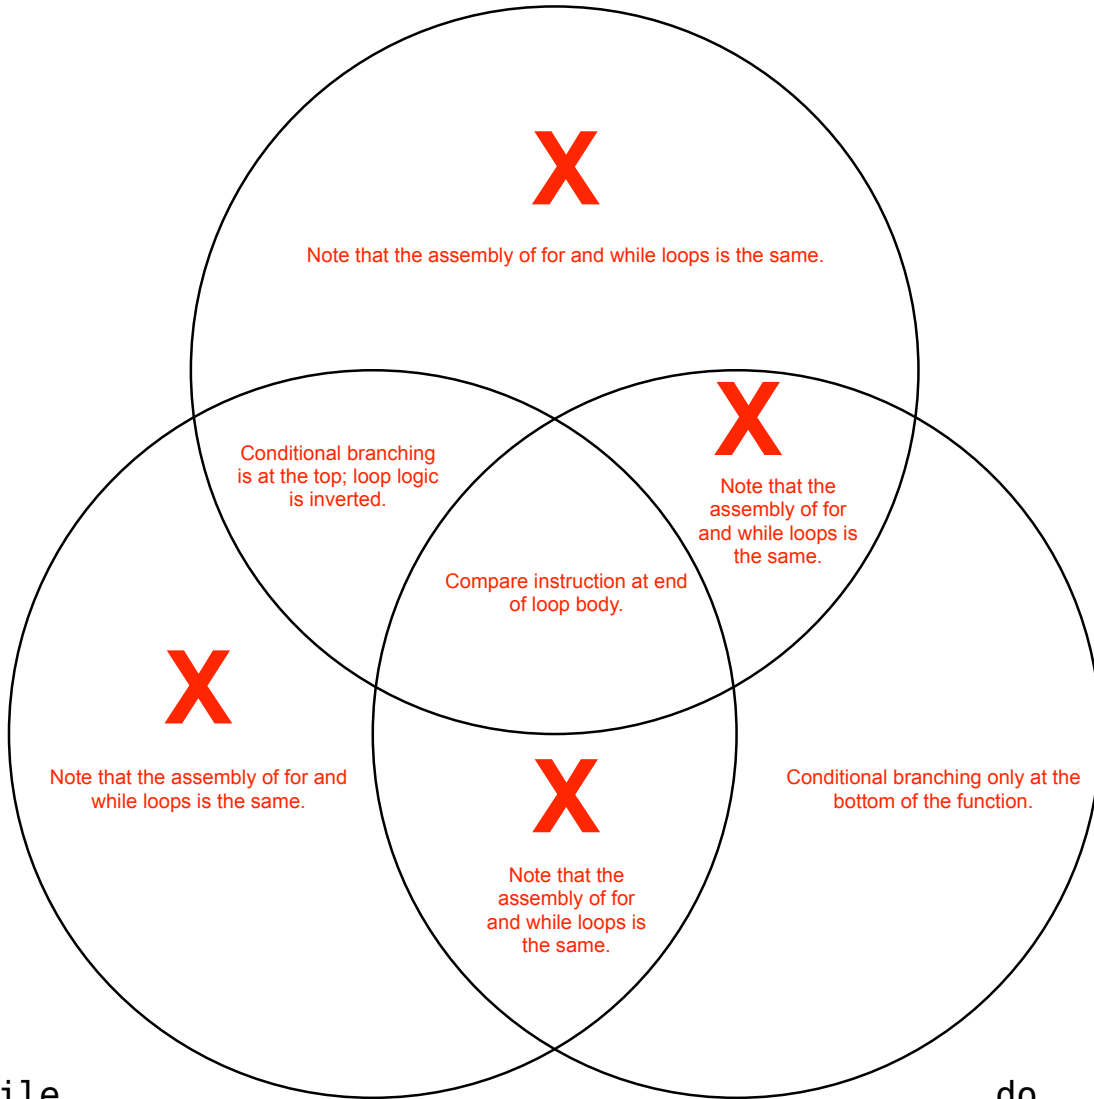 X
Note that the assembly of for and while loops is the same.
X
Conditional branching
is at the top; loop logic
is inverted.
Note that the
assembly of for
and while loops is
the same.
Compare instruction at end
of loop body.
X
Note that the assembly of for and
while loops is the same.
X
Note that the
assembly of for
and while loops is
the same.
Conditional branching only at the
bottom of the function.
ile
do